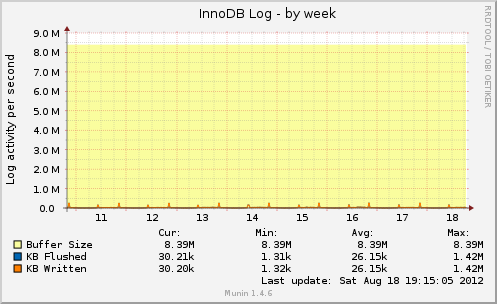 InnoDB Log - by week
RRDTOOL / TOBI OETIKER
Log activity per second
9.0 M
8.0 M
7.0 M
6.0 M
5.0 M
4.0 M
3.0 M
2.0 M
1.0 M
0.0
11 12 13 14 15 16 17 18
Cur: Min: Avg: Max:
Buffer Size 8.39M 8.39M 8.39M 8.39M
KB Flushed 30.21k 1.31k 26.15k 1.42M
KB Written 30.20k 1.32k 26.15k 1.42M
Last update: Sat Aug 18 19:15:05 2012
Munin 1.4.6